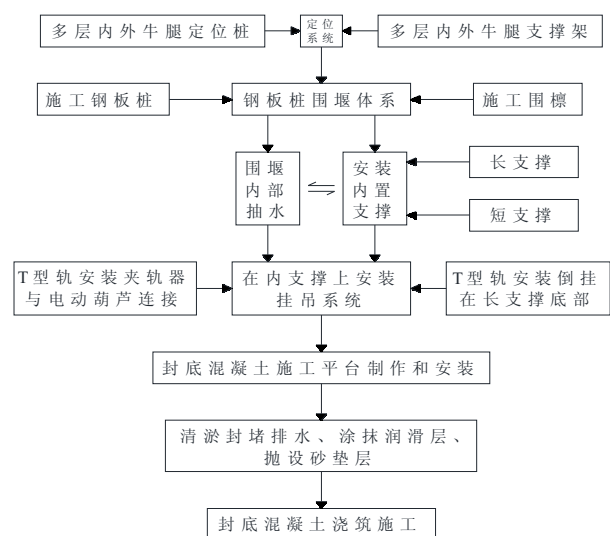 多层内外牛腿定位桩
定位
系统
多层内外牛腿支撑架
施工钢板桩
钢板桩围堰体系
施工围檩
围堰
内部
抽水
安装
内置
支撑
长支撑
短支撑
T型轨安装夹轨器
与电动葫芦连接
在内支撑上安装
挂吊系统
T型轨安装倒挂
在长支撑底部
封底混凝土施工平台制作和安装
清淤封堵排水、涂抹润滑层、
抛设砂垫层
封底混凝土浇筑施工